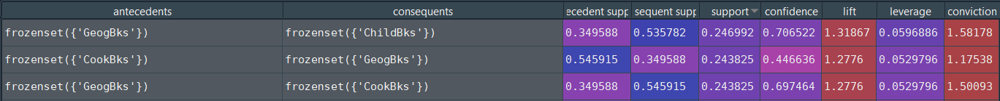 antecedents consequents ecedent supp sequent supp support confidence lift leverage conviction
frozenset({'GeogBks'}) frozenset({'ChildBks'}) 0.349588 0.535782 0.246992 0.706522 1.31867 0.0596886 1.58178
frozenset({'CookBks'}) frozenset({'GeogBks'}) 0.545915 0.349588 0.243825 0.446636 1.2776 0.0529796 1.17538
frozenset({'GeogBks'}) frozenset({'CookBks'}) 0.349588 0.545915 0.243825 0.697464 1.2776 0.0529796 1.50093